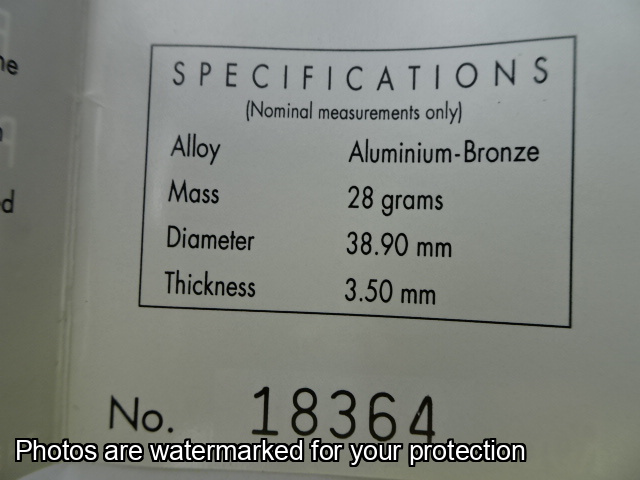 ne
d
SPECIFICATIONS
(Nominal measurements only)
Alloy Aluminium-Bronze
Mass 28 grams
Diameter 38.90 mm
Thickness 3.50 mm
No. 18364
Photos are watermarked for your protection